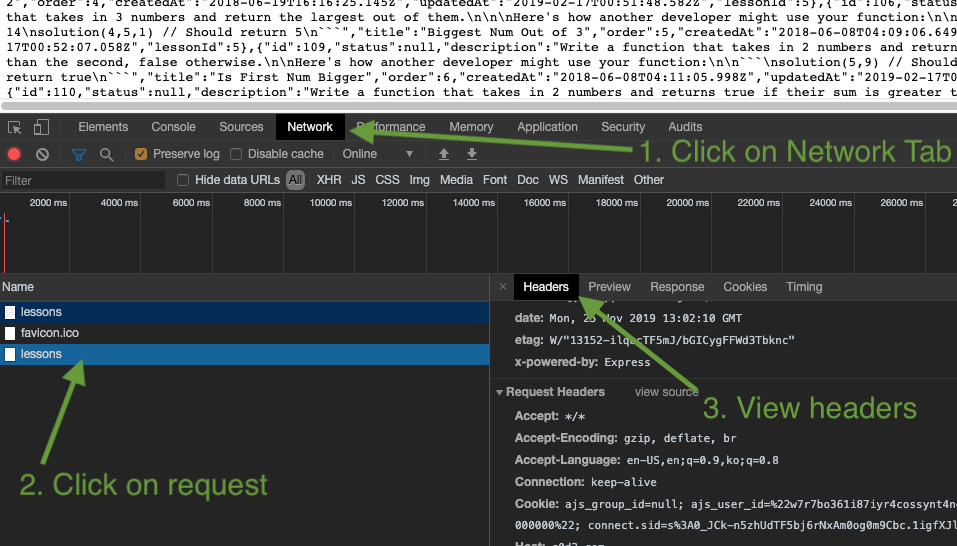 2","order":4,"createdAt":"2018-06-19T16:16:25.145Z","updatedAt":"2019-02-17T00:51:48.582Z","lessonId":5},{"id":106,"status
that takes in 3 numbers and return the largest out of them.\n\n\nHere's how another developer might use your function:\n\n
14\nsolution(4,5,1) // Should return 5\n```","title":"Biggest Num Out of 3","order":5,"createdAt":"2018-06-08T04:09:06.649
17T00:52:07.058Z","lessonId":5},{"id":109,"status":null,"description":"Write a function that takes in 2 numbers and return
than the second, false otherwise.\n\nHere's how another developer might use your function:\n\n```\nsolution(5,9) // Should
return true\n```","title":"Is First Num Bigger","order":6,"createdAt":"2018-06-08T04:11:05.998Z","updatedAt":"2019-02-17T0
{"id":110,"status":null,"description":"Write a function that takes in 2 numbers and returns true if their sum is greater t
Elements Console Sources Network Performance Memory Application Security Audits
1. Click on Network Tab
Preserve log Disable cache Online
Filter Hide data URLs All XHR JS CSS Img Media Font Doc WS Manifest Other
2000 ms 4000 ms 6000 ms 8000 ms 10000 ms 12000 ms 14000 ms 16000 ms 18000 ms 20000 ms 22000 ms 24000 ms 26000 ms 2
Name
× Headers Preview Response Cookies Timing
lessons
favicon.ico
lessons
date: Mon, 25 Nov 2019 13:02:10 GMT
x-powered-by: Express
Request Headers view source
3. View headers
Accept: */*
Accept-Encoding: gzip, deflate, br
Accept-Language: en-US,en;q=0.9,ko;q=0.8
Connection: keep-alive
2. Click on request
Cookie: ajs_group_id=null; ajs_user_id=%22w7r7bo361i87iyr4cossynt4n
000000%22; connect.sid=s%3A0_JCk-n5zhUdTF5bj6rNxAm0og0m9Cbc.1igfXJl